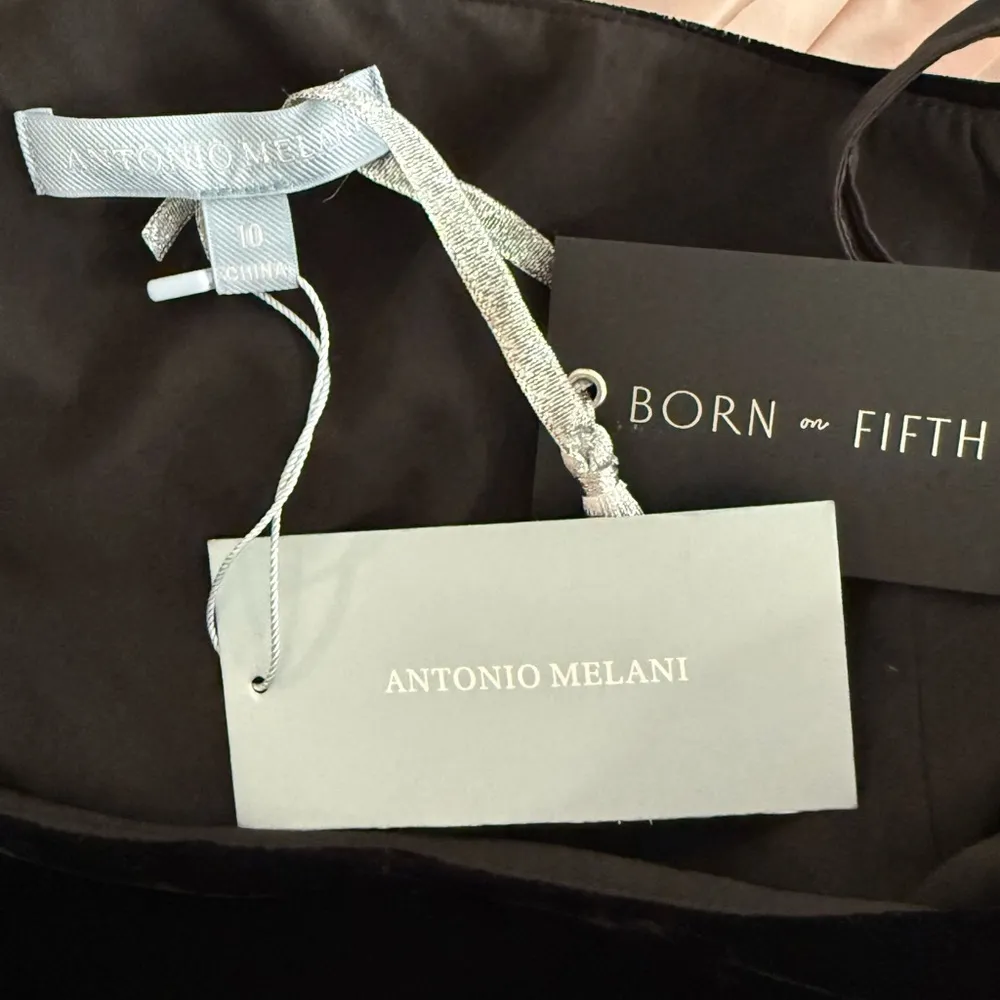 ANTONIO MELANI
10
CHINA
BORN on FIFTH
ANTONIO MELANI